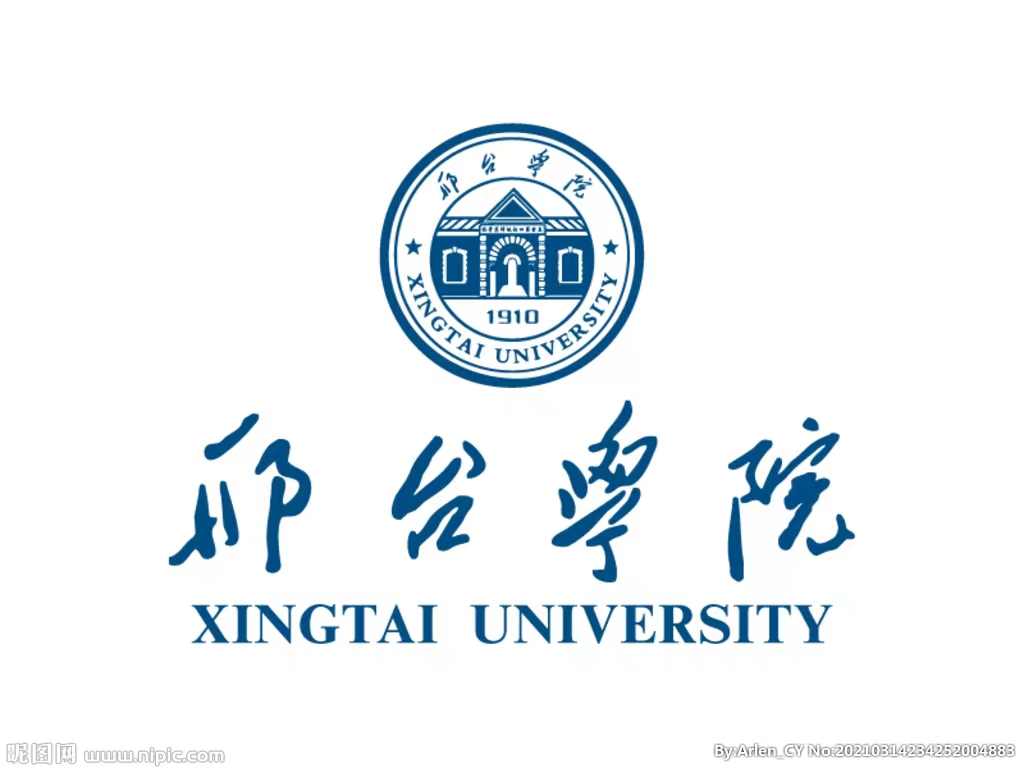 邢台学院
1910
XINGTAI UNIVERSITY
邢台學院
XINGTAI UNIVERSITY
昵图网 www.nipic.com
By:Arlen_CY No:20210314234252004883